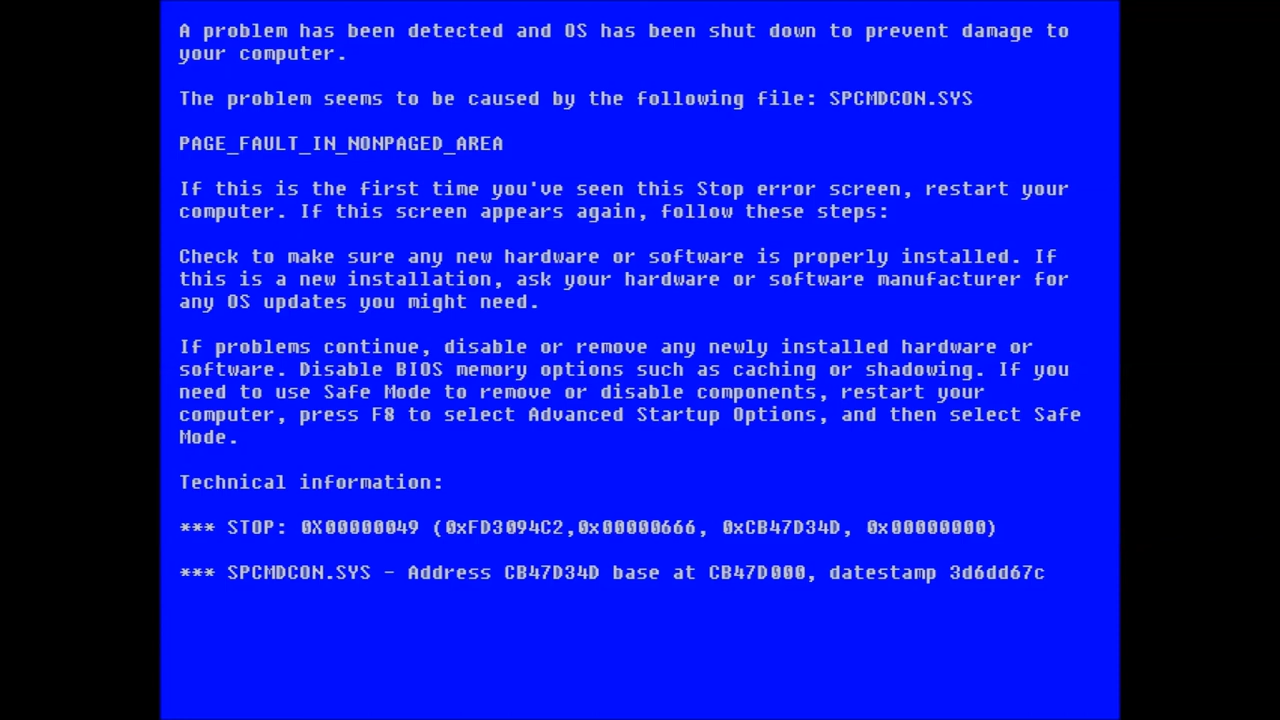 A problem has been detected and OS has been shut down to prevent damage to
your computer.
The problem seems to be caused by the following file: SPCMDCON.SYS
PAGE_FAULT_IN_NONPAGED_AREA
If this is the first time you've seen this Stop error screen, restart your
computer. If this screen appears again, follow these steps:
Check to make sure any new hardware or software is properly installed. If
this is a new installation, ask your hardware or software manufacturer for
any OS updates you might need.
If problems continue, disable or remove any newly installed hardware or
software. Disable BIOS memory options such as caching or shadowing. If you
need to use Safe Mode to remove or disable components, restart your
computer, press F8 to select Advanced Startup Options, and then select Safe
Mode.
Technical information:
*** STOP: 0X00000049 (0xFD3094C2,0x00000666, 0xCB47D34D, 0x00000000)
*** SPCMDCON.SYS - Address CB47D34D base at CB47D000, datestamp 3d6dd67c